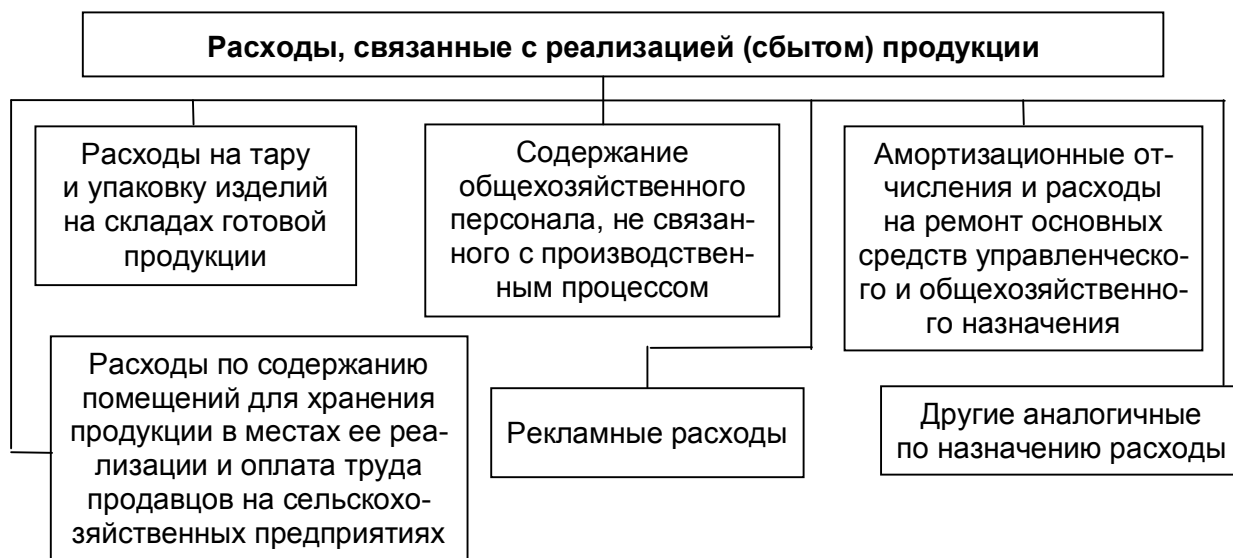 Расходы, связанные с реализацией (сбытом) продукции
Расходы на тару
и упаковку изделий
на складах готовой
продукции
Содержание
общехозяйственного
персонала, не связан-
ного с производствен-
ным процессом
Амортизационные от-
числения и расходы
на ремонт основных
средств управленческо-
го и общехозяйственно-
го назначения
Расходы по содержанию
помещений для хранения
продукции в местах ее реа-
лизации и оплата труда
продавцов на сельскохо-
зяйственных предприятиях
Рекламные расходы
Другие аналогичные
по назначению расходы